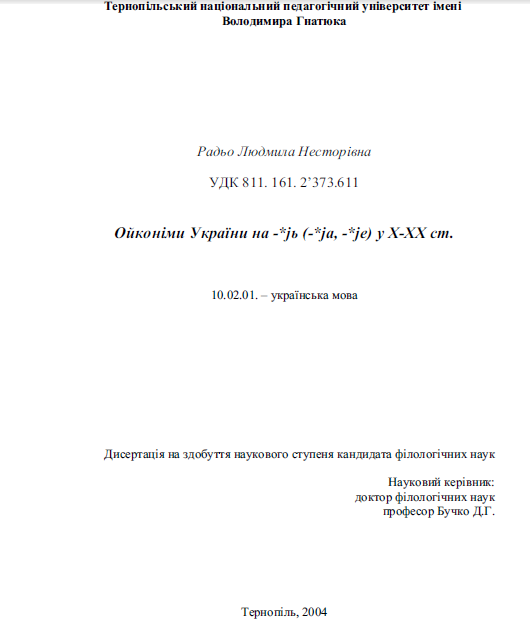 Тернопільський національний педагогічний університет імені
Володимира Гнатюка
Радьо Людмила Несторівна
УДК 811. 161. 2’373.611
Ойконіми України на -*jь (-*ja, -*je) у X-XX ст.
10.02.01. – українська мова
Дисертація на здобуття наукового ступеня кандидата філологічних наук
Науковий керівник:
доктор філологічних наук
професор Бучко Д.Г.
Тернопіль, 2004